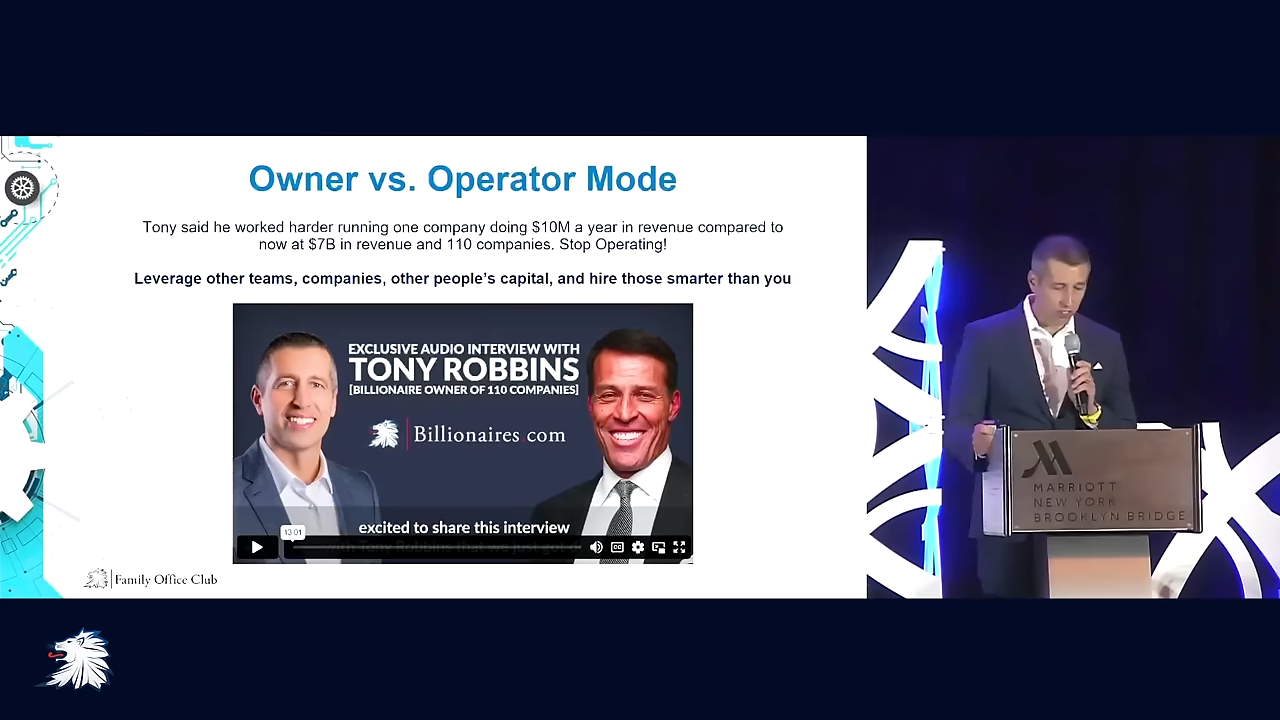 Owner vs. Operator Mode
Tony said he worked harder running one company doing $10M a year in revenue compared to
now at $7B in revenue and 110 companies. Stop Operating!
Leverage other teams, companies, other people's capital, and hire those smarter than you
EXCLUSIVE AUDIO INTERVIEW WITH
TONY ROBBINS
[BILLIONAIRE OWNER OF 110 COMPANIES]
Billionaires.com
excited to share this interview
13:01
CC
Family Office Club
MARRIOTT
NEW YORK
BROOKLYN BRIDGE